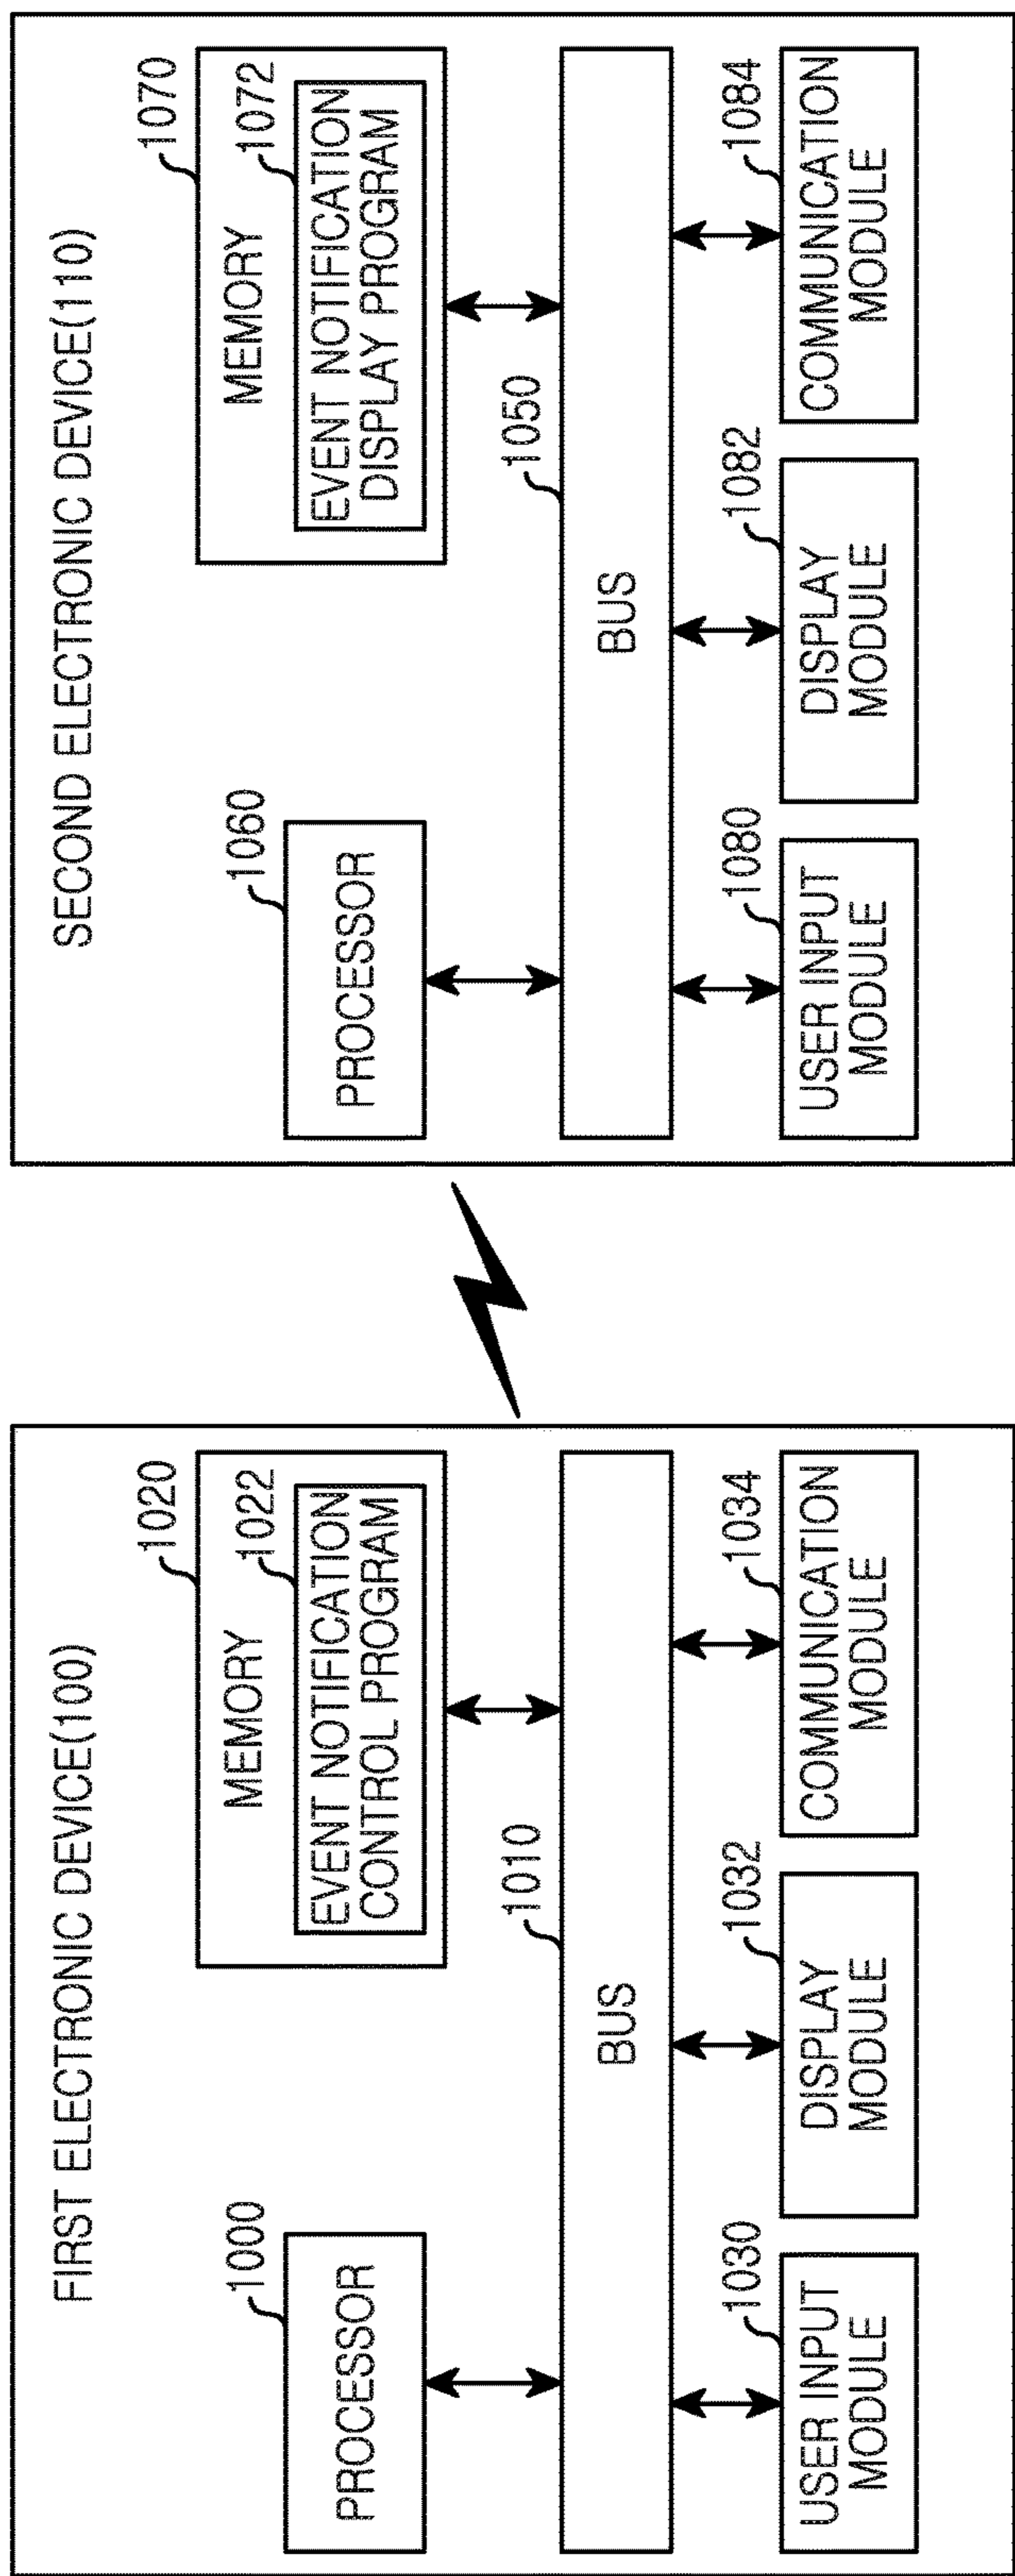 FIRST ELECTRONIC DEVICE(100)
1000
PROCESSOR
1020
MEMORY
1022
EVENT NOTIFICATION
CONTROL PROGRAM
1010
BUS
1030
USER INPUT
MODULE
1032
DISPLAY
MODULE
1034
COMMUNICATION
MODULE
SECOND ELECTRONIC DEVICE(110)
1060
PROCESSOR
1070
MEMORY
1072
EVENT NOTIFICATION
DISPLAY PROGRAM
1050
BUS
1080
USER INPUT
MODULE
1082
DISPLAY
MODULE
1084
COMMUNICATION
MODULE